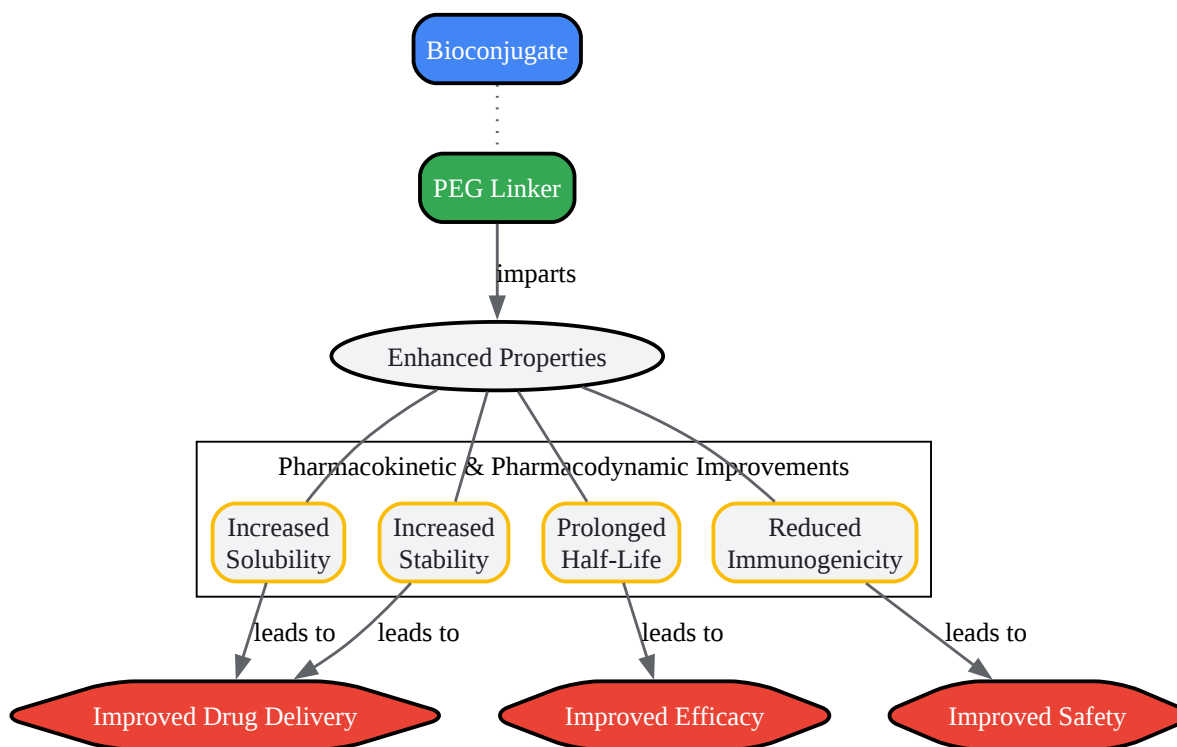 Bioconjugate
PEG Linker
imparts
Enhanced Properties
Pharmacokinetic & Pharmacodynamic Improvements
Increased
Solubility
Increased
Stability
Prolonged
Half-Life
Reduced
Immunogenicity
leads to
leads to
leads to
leads to
Improved Drug Delivery
Improved Efficacy
Improved Safety